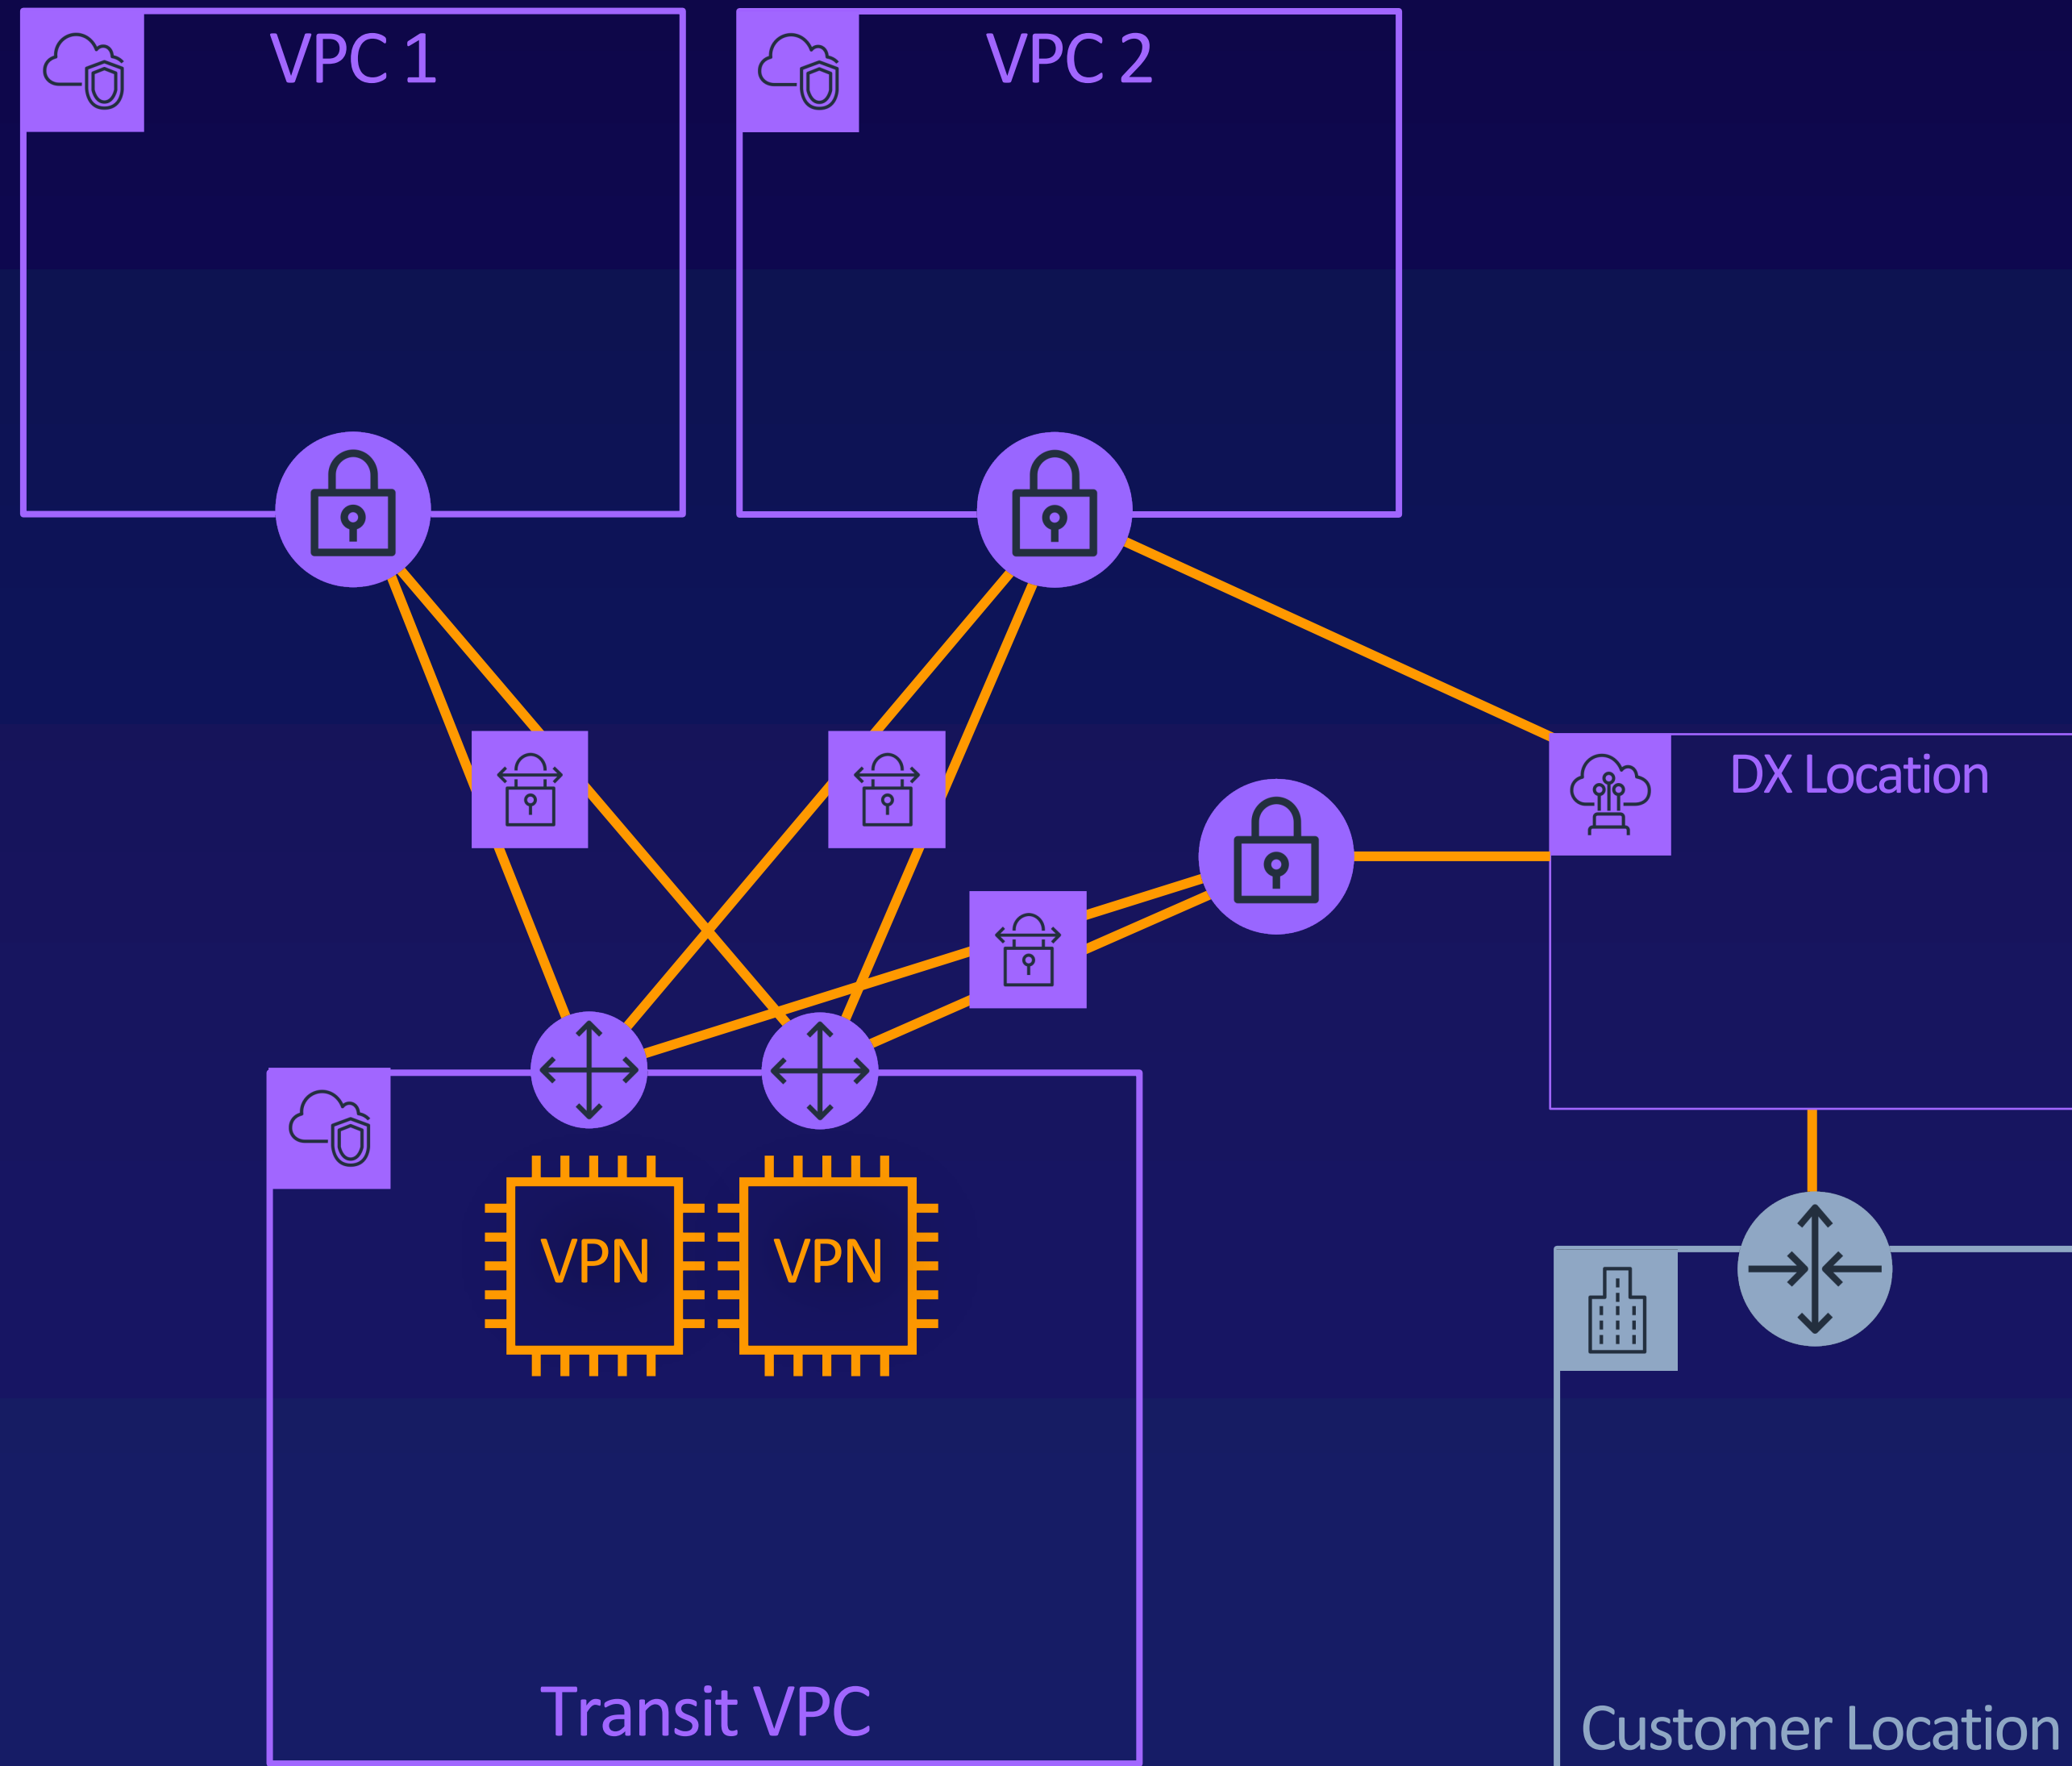 VPC 1
VPC 2
DX Location
VPN
VPN
Transit VPC
Customer Location